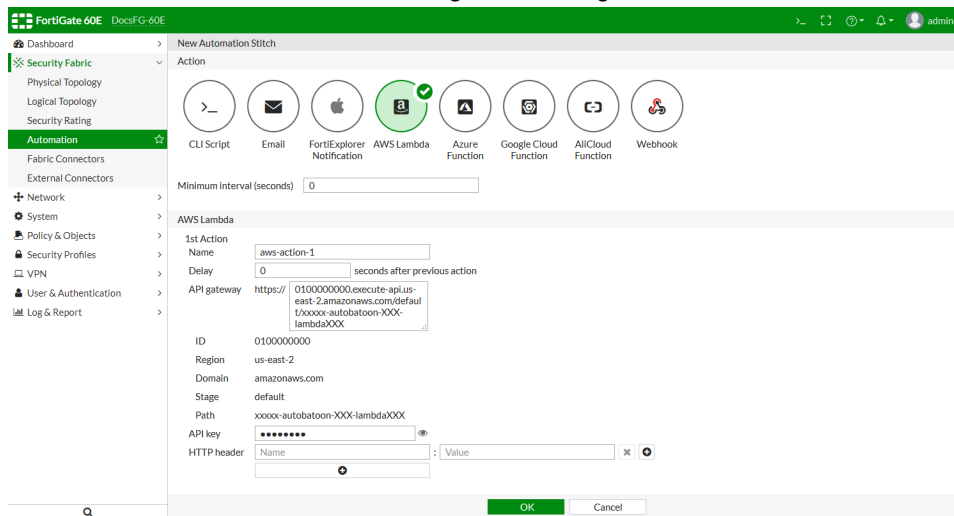 FortiGate 60E DocsFG-60E
>_ admin
Dashboard
Security Fabric
Physical Topology
Logical Topology
Security Rating
Automation
Fabric Connectors
External Connectors
Network
System
Policy & Objects
Security Profiles
VPN
User & Authentication
Log & Report
New Automation Stitch
Action
CLI Script
Email
FortiExplorer
Notification
AWS Lambda
Azure
Function
Google Cloud
Function
AliCloud
Function
Webhook
Minimum interval (seconds) 0
AWS Lambda
1st Action
Name aws-action-1
Delay 0 seconds after previous action
API gateway https:// 0100000000.execute-api.us-
east-2.amazonaws.com/defaul
t/xxxxx-autobatoon-XXX-
lambdaXXX
ID 0100000000
Region us-east-2
Domain amazonaws.com
Stage default
Path xxxxx-autobatoon-XXX-lambdaXXX
API key ••••••••
HTTP header Name : Value
OK Cancel